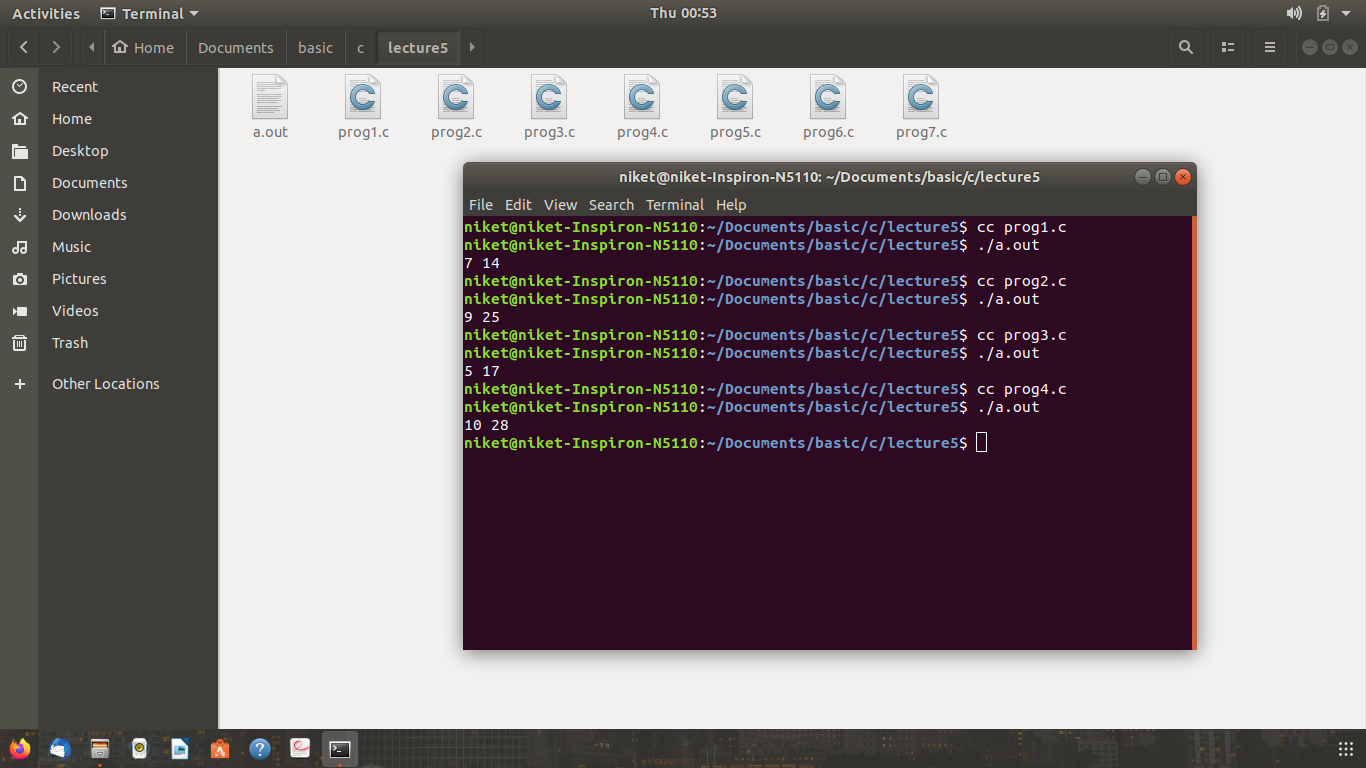 Activities Terminal Thu 00:53
Home Documents basic c lecture5
Recent
Home
Desktop
Documents
Downloads
Music
Pictures
Videos
Trash
Other Locations
a.out prog1.c prog2.c prog3.c prog4.c prog5.c prog6.c prog7.c
niket@niket-Inspiron-N5110: ~/Documents/basic/c/lecture5
File Edit View Search Terminal Help
niket@niket-Inspiron-N5110:~/Documents/basic/c/lecture5$ cc prog1.c
niket@niket-Inspiron-N5110:~/Documents/basic/c/lecture5$ ./a.out
7 14
niket@niket-Inspiron-N5110:~/Documents/basic/c/lecture5$ cc prog2.c
niket@niket-Inspiron-N5110:~/Documents/basic/c/lecture5$ ./a.out
9 25
niket@niket-Inspiron-N5110:~/Documents/basic/c/lecture5$ cc prog3.c
niket@niket-Inspiron-N5110:~/Documents/basic/c/lecture5$ ./a.out
5 17
niket@niket-Inspiron-N5110:~/Documents/basic/c/lecture5$ cc prog4.c
niket@niket-Inspiron-N5110:~/Documents/basic/c/lecture5$ ./a.out
10 28
niket@niket-Inspiron-N5110:~/Documents/basic/c/lecture5$